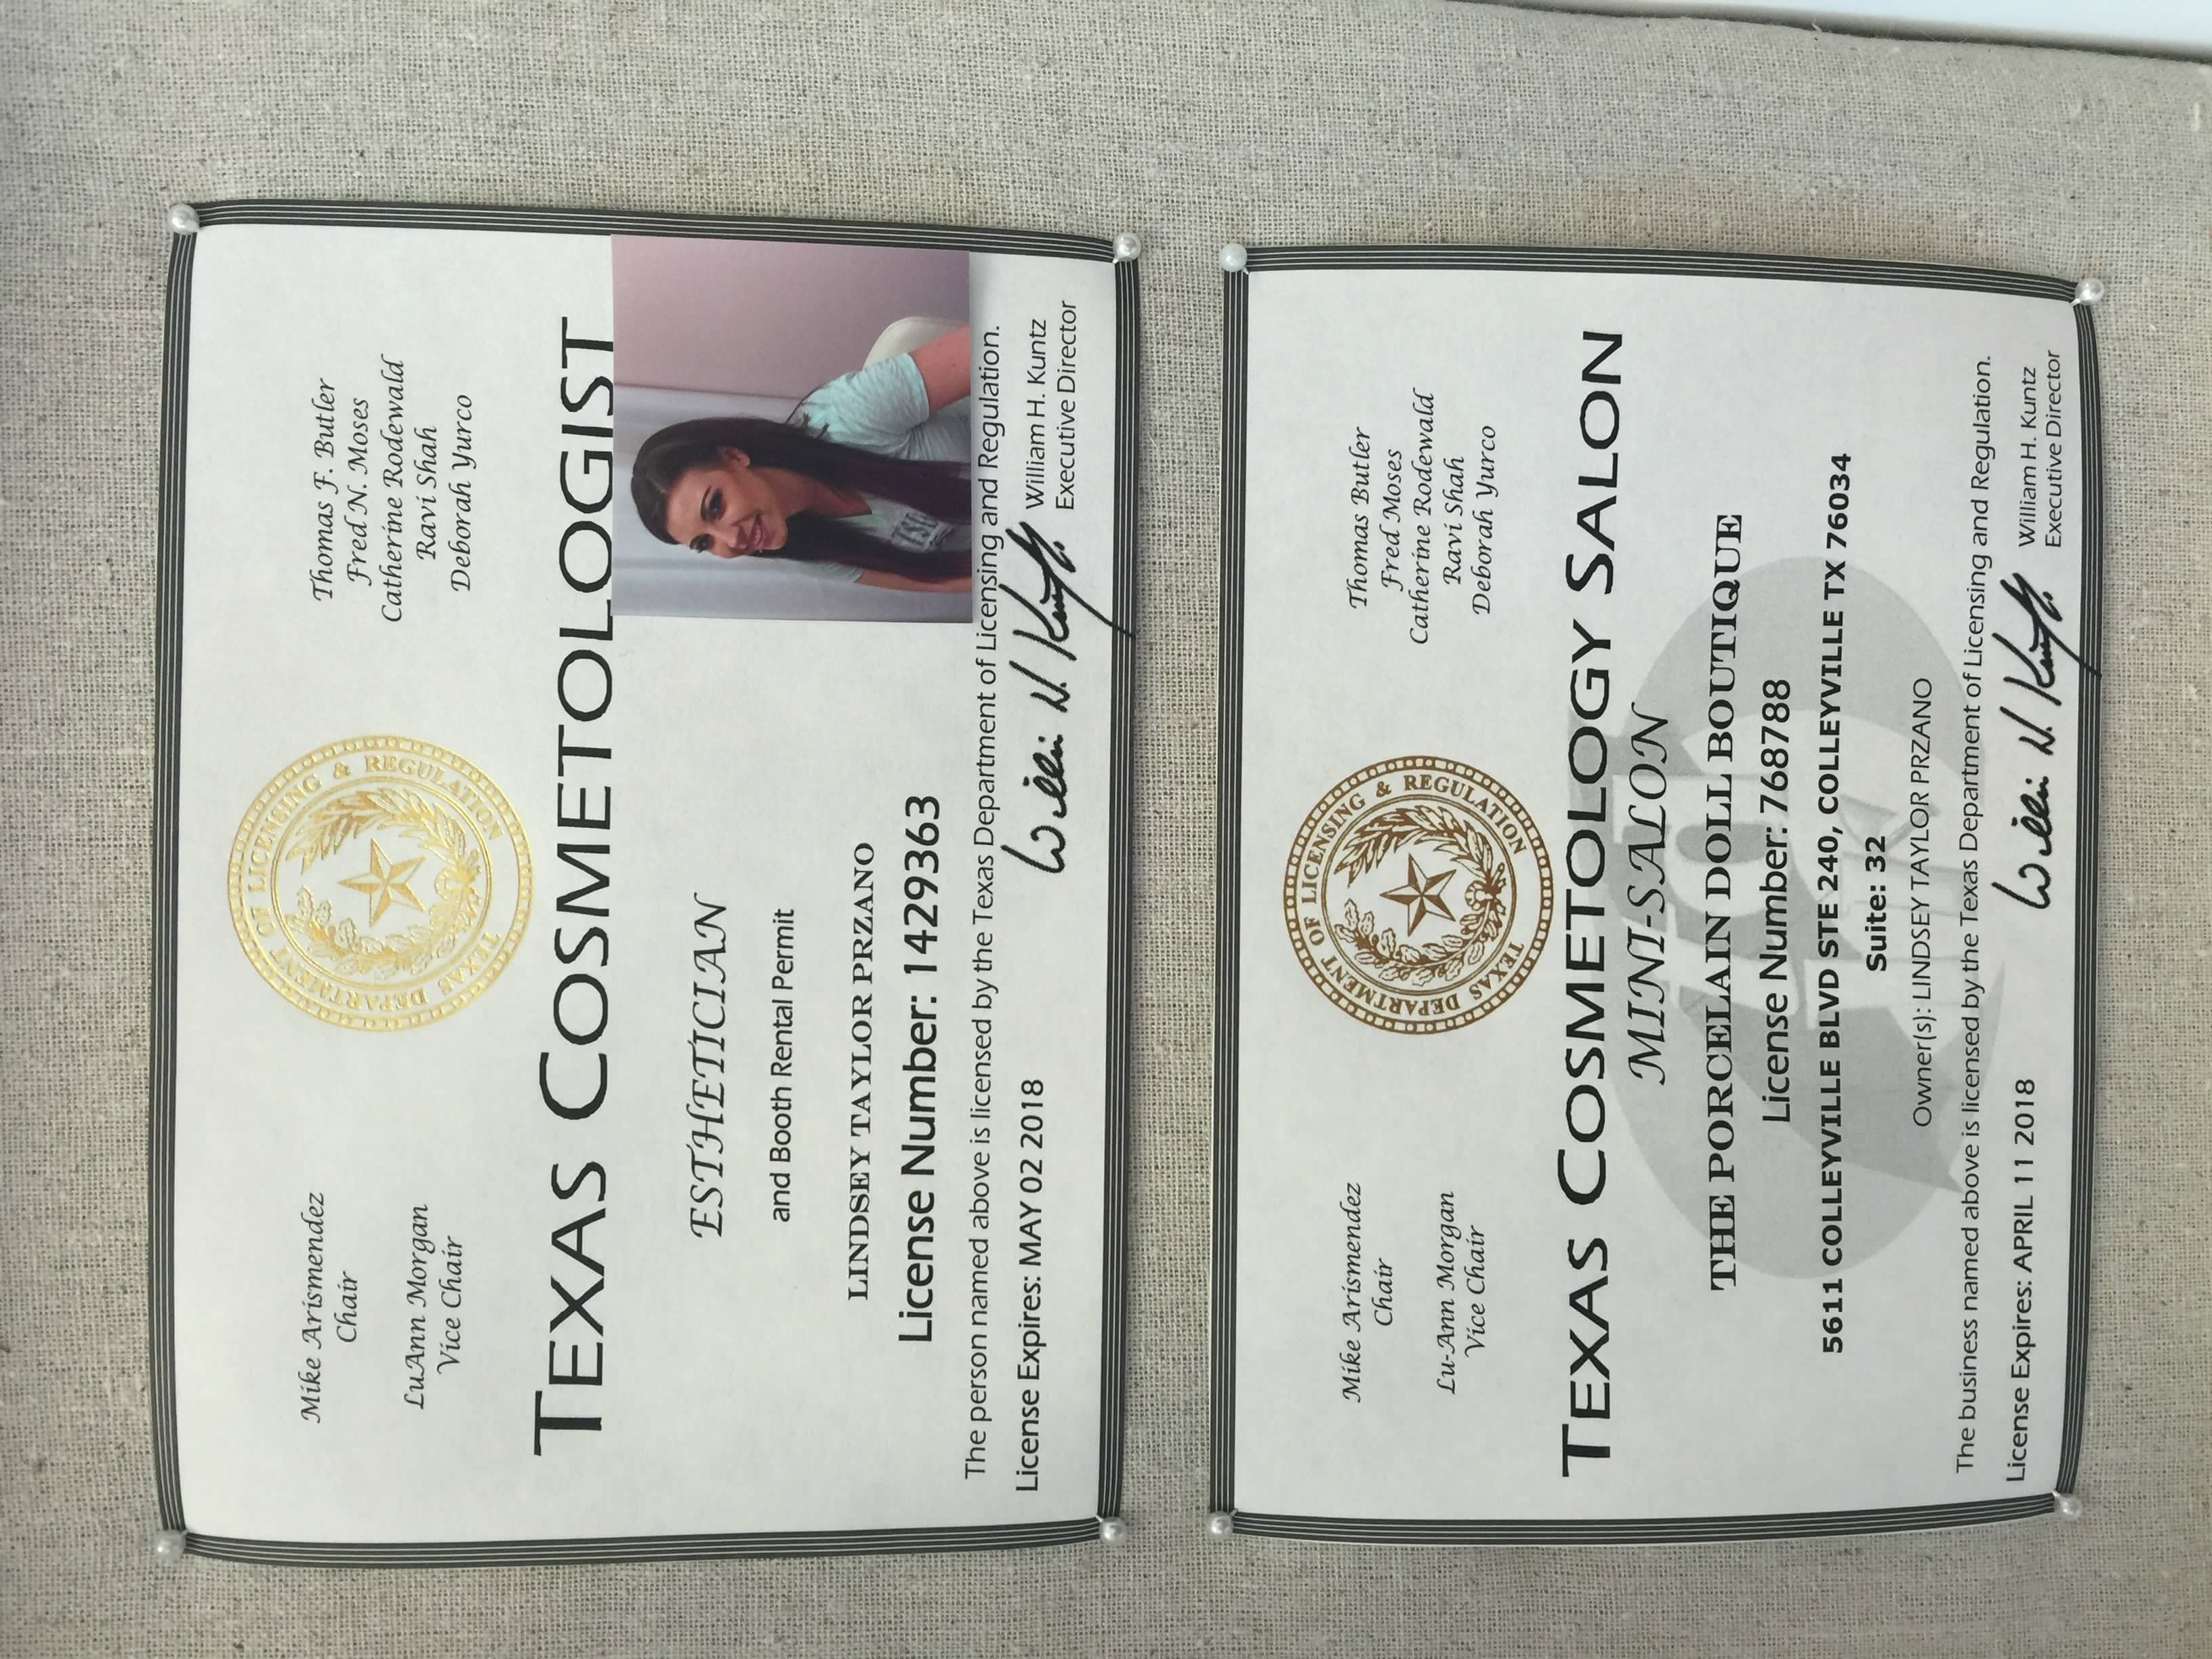 Mike Arismendez
Chair
LuAnn Morgan
Vice Chair
TEXAS DEPARTMENT OF LICENSING & REGULATION
Thomas F. Butler
Fred N. Moses
Catherine Rodewald
Ravi Shah
Deborah Yurco
TEXAS COSMETOLOGIST
ESTHETICIAN
and Booth Rental Permit
LINDSEY TAYLOR PRZANO
License Number: 1429363
The person named above is licensed by the Texas Department of Licensing and Regulation.
License Expires: MAY 02 2018
William H. Kuntz
Executive Director
Mike Arismendez
Chair
Lu-Ann Morgan
Vice Chair
TEXAS DEPARTMENT OF LICENSING & REGULATION
Thomas Butler
Fred Moses
Catherine Rodewald
Ravi Shah
Deborah Yurco
TEXAS COSMETOLOGY SALON
MINI-SALON
THE PORCELAIN DOLL BOUTIQUE
License Number: 768788
5611 COLLEYVILLE BLVD STE 240, COLLEYVILLE TX 76034
Suite: 32
Owner(s): LINDSEY TAYLOR PRZANO
The business named above is licensed by the Texas Department of Licensing and Regulation.
License Expires: APRIL 11 2018
William H. Kuntz
Executive Director